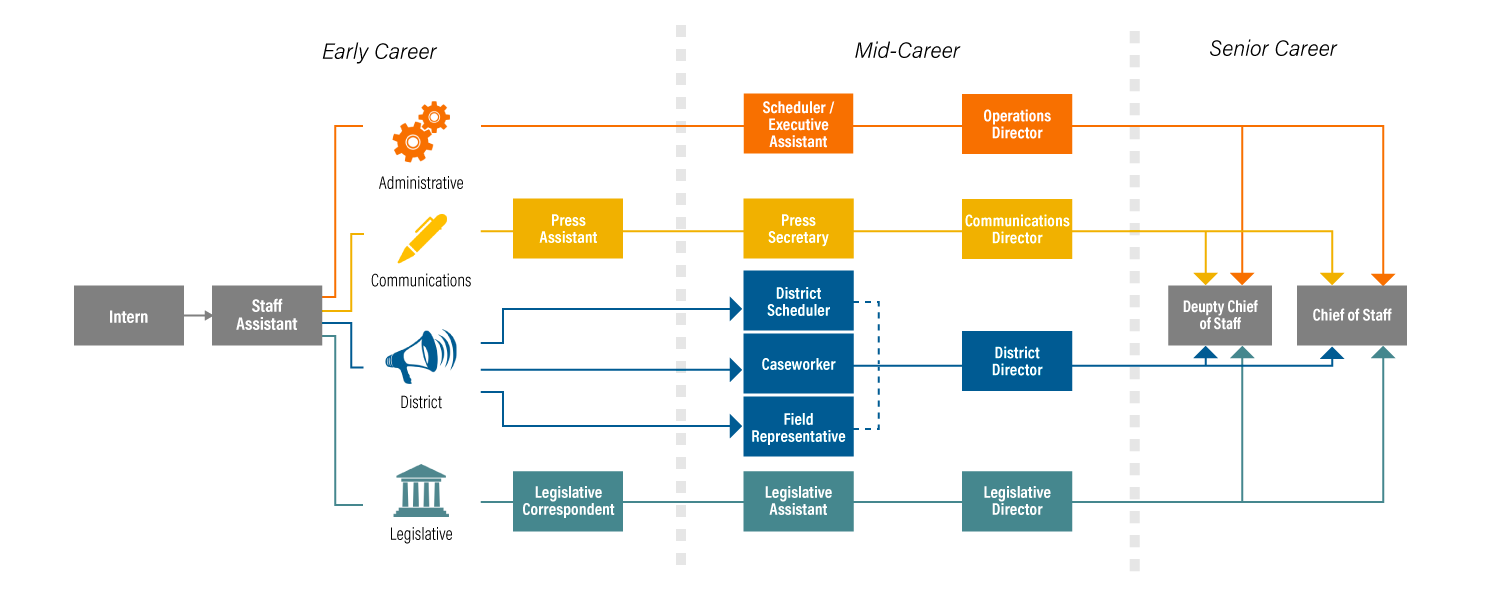 Early Career
Mid-Career
Senior Career
Administrative
Scheduler /
Executive
Assistant
Operations
Director
Communications
Press
Assistant
Press
Secretary
Communications
Director
Intern
Staff
Assistant
District
District
Scheduler
Caseworker
Field
Representative
District
Director
Deupty Chief
of Staff
Chief of Staff
Legislative
Legislative
Correspondent
Legislative
Assistant
Legislative
Director